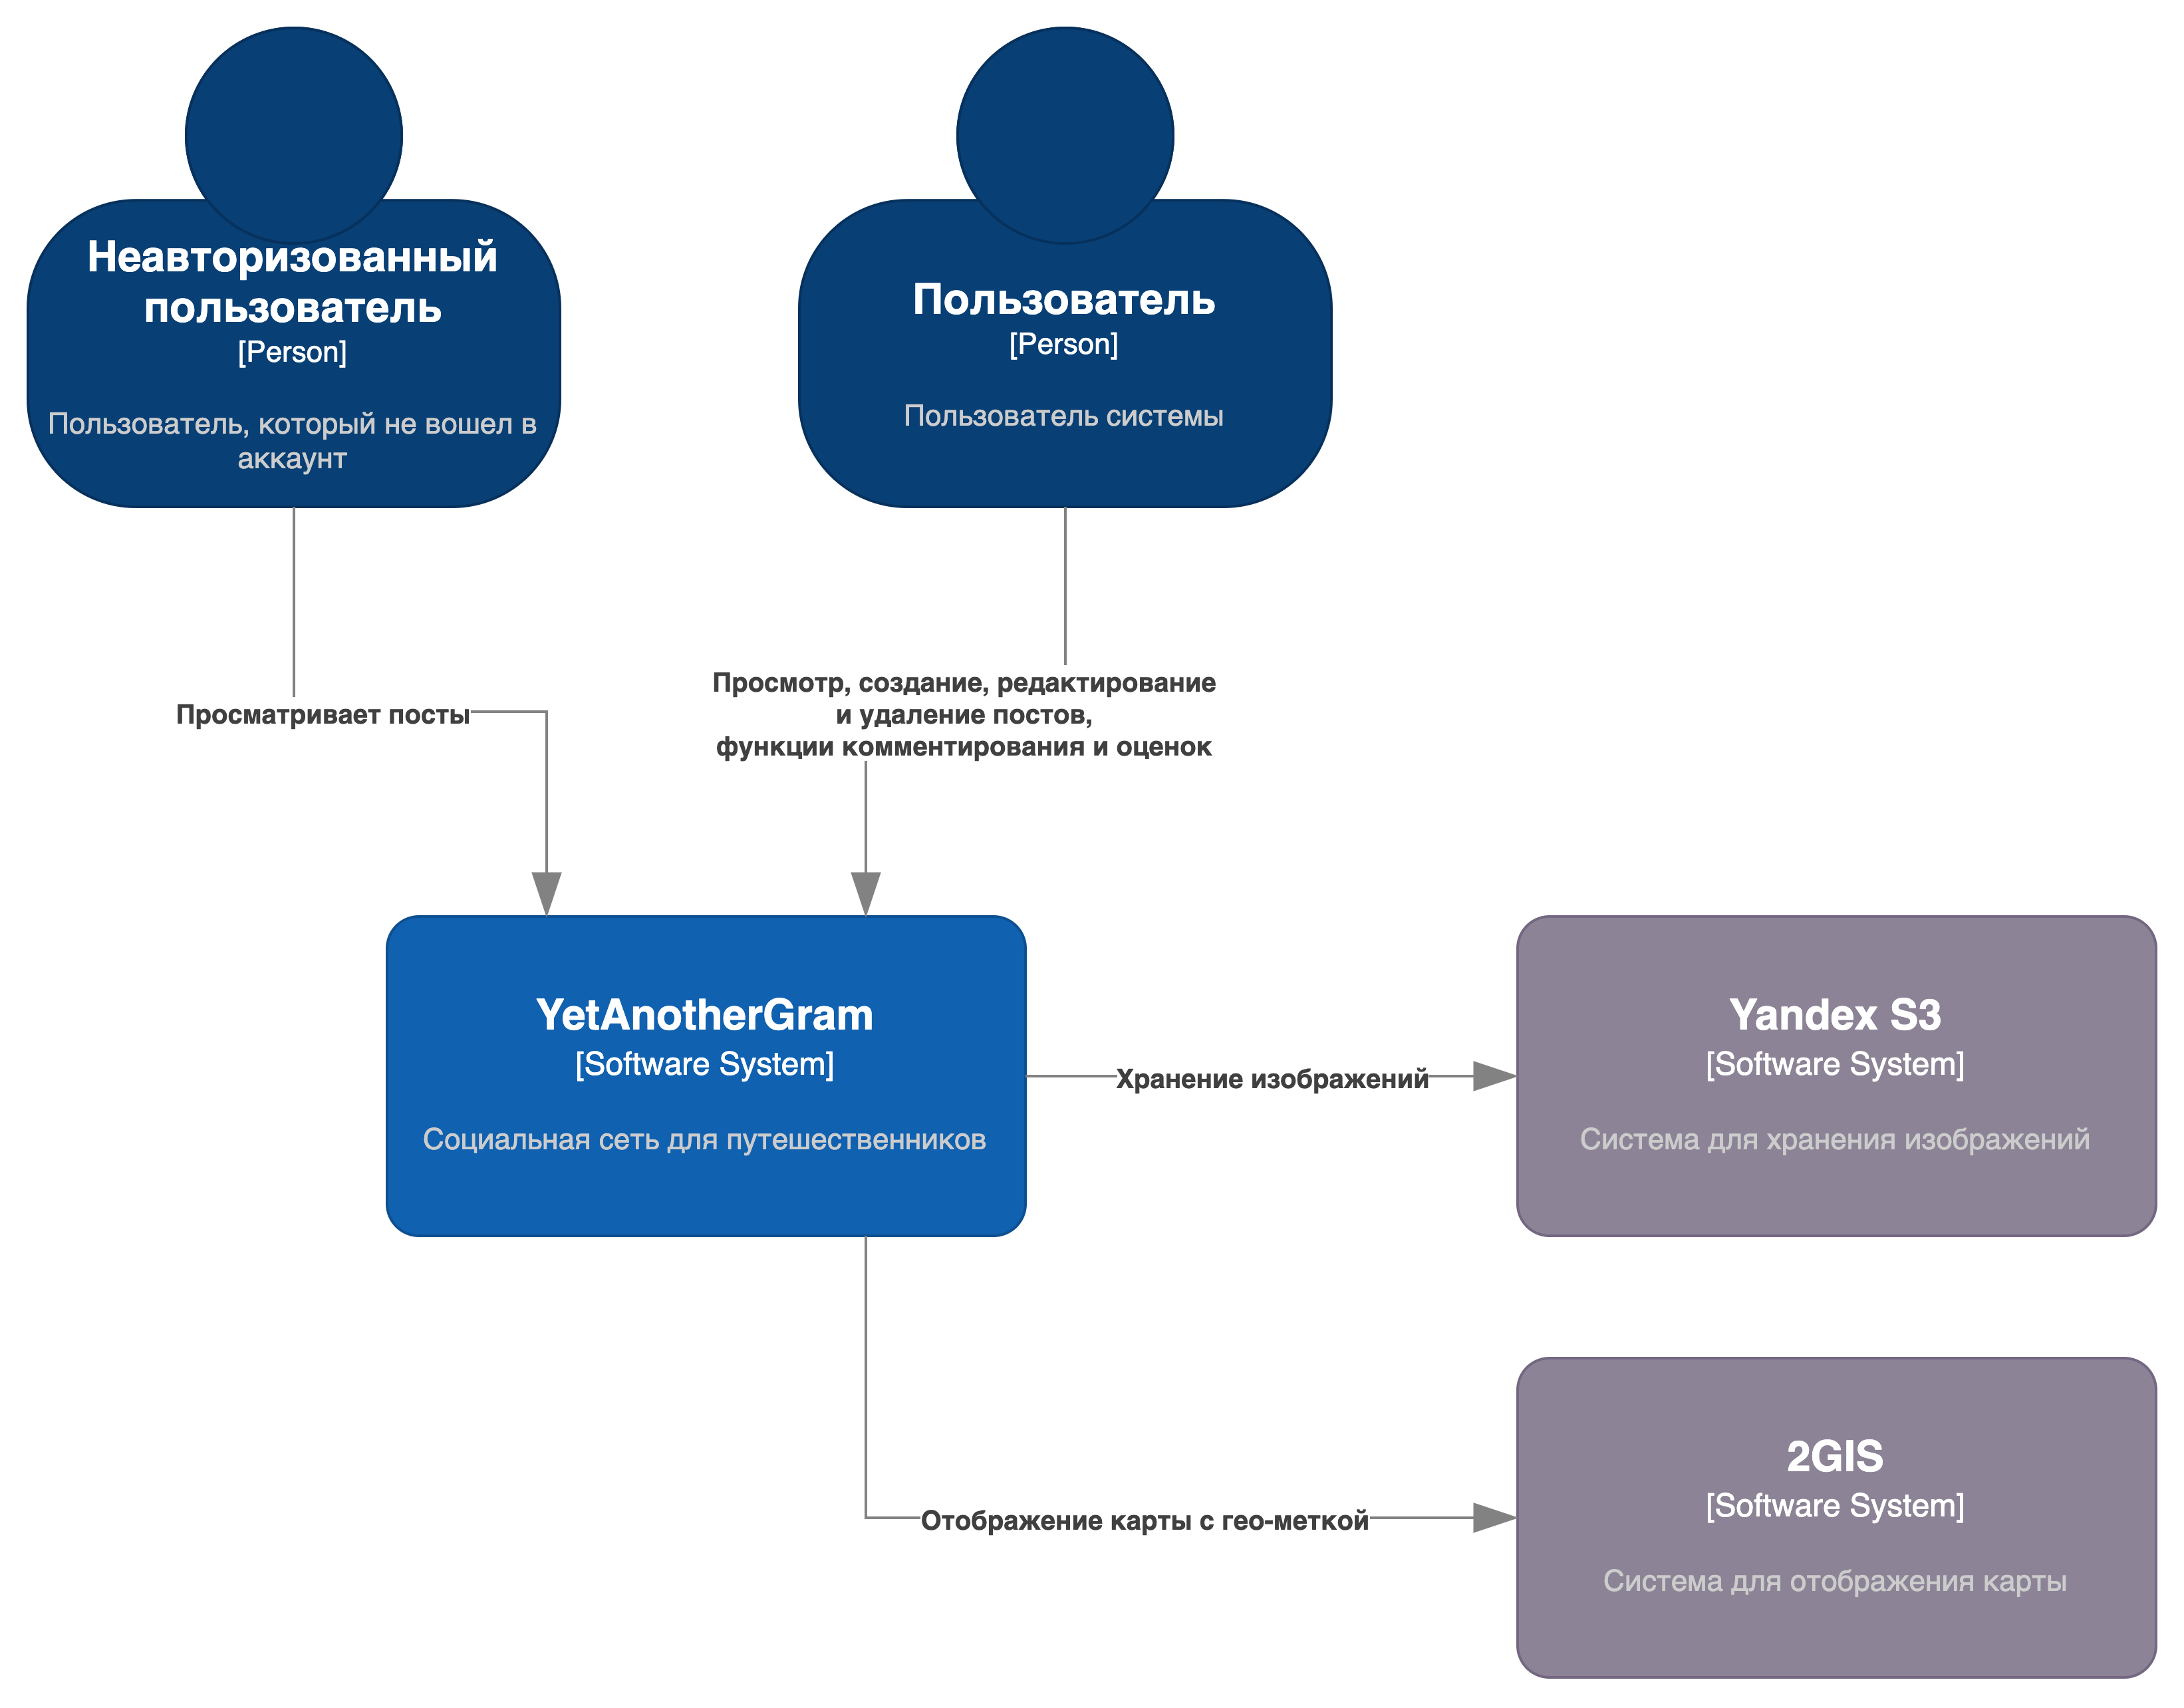 Неавторизованный
пользователь
[Person]
Пользователь, который не вошел в
аккаунт
Пользователь
[Person]
Пользователь системы
Просматривает посты
Просмотр, создание, редактирование
и удаление постов,
функции комментирования и оценок
YetAnotherGram
[Software System]
Социальная сеть для путешественников
Хранение изображений
Yandex S3
[Software System]
Система для хранения изображений
Отображение карты с гео-меткой
2GIS
[Software System]
Система для отображения карты